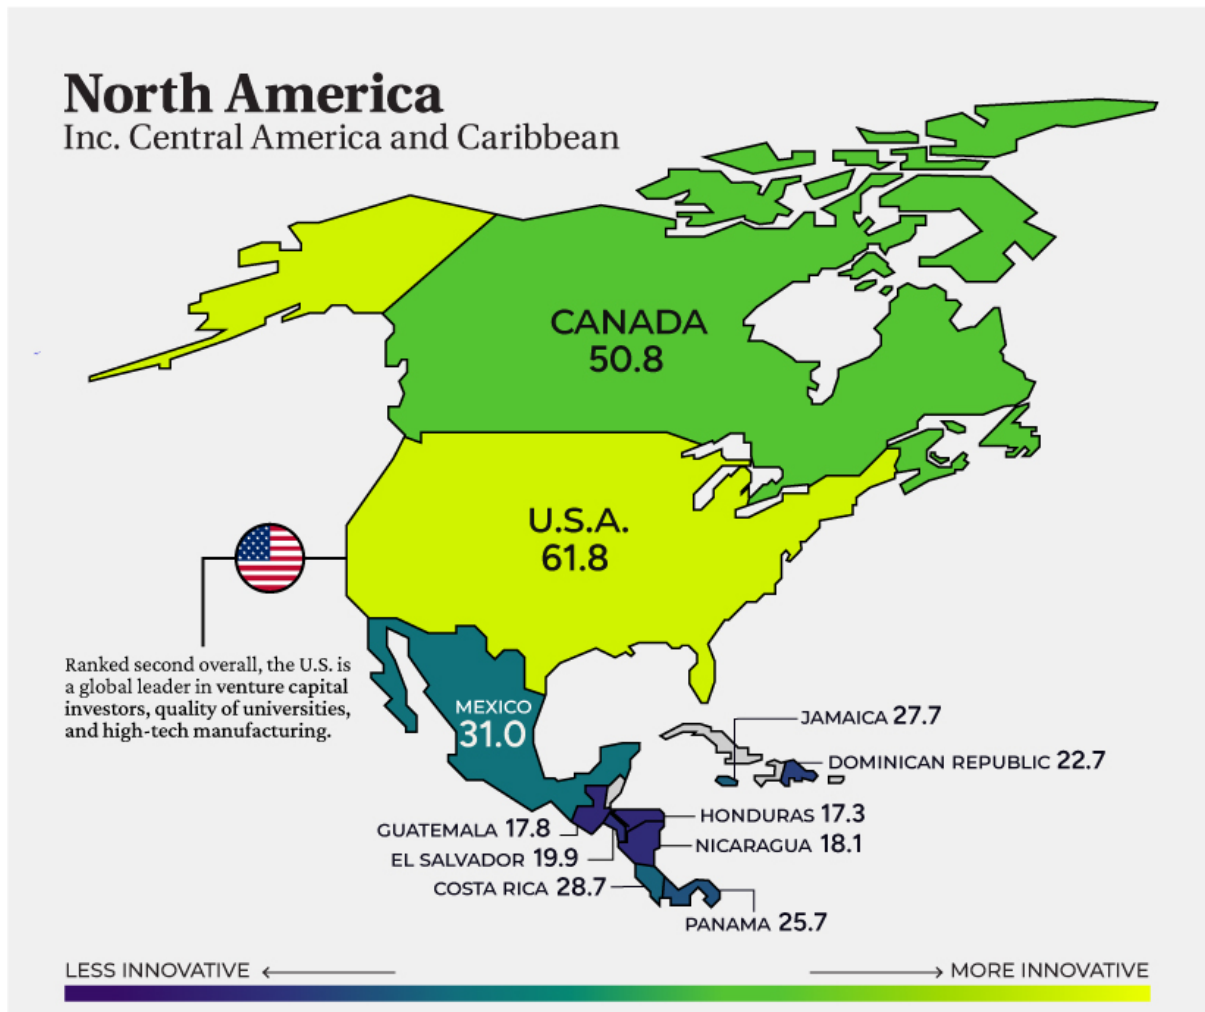 North America
Inc. Central America and Caribbean
CANADA
50.8
U.S.A.
61.8
Ranked second overall, the U.S. is
a global leader in venture capital
investors, quality of universities,
and high-tech manufacturing.
MEXICO
31.0
JAMAICA 27.7
DOMINICAN REPUBLIC 22.7
HONDURAS 17.3
GUATEMALA 17.8
NICARAGUA 18.1
EL SALVADOR 19.9
COSTA RICA 28.7
PANAMA 25.7
LESS INNOVATIVE
MORE INNOVATIVE